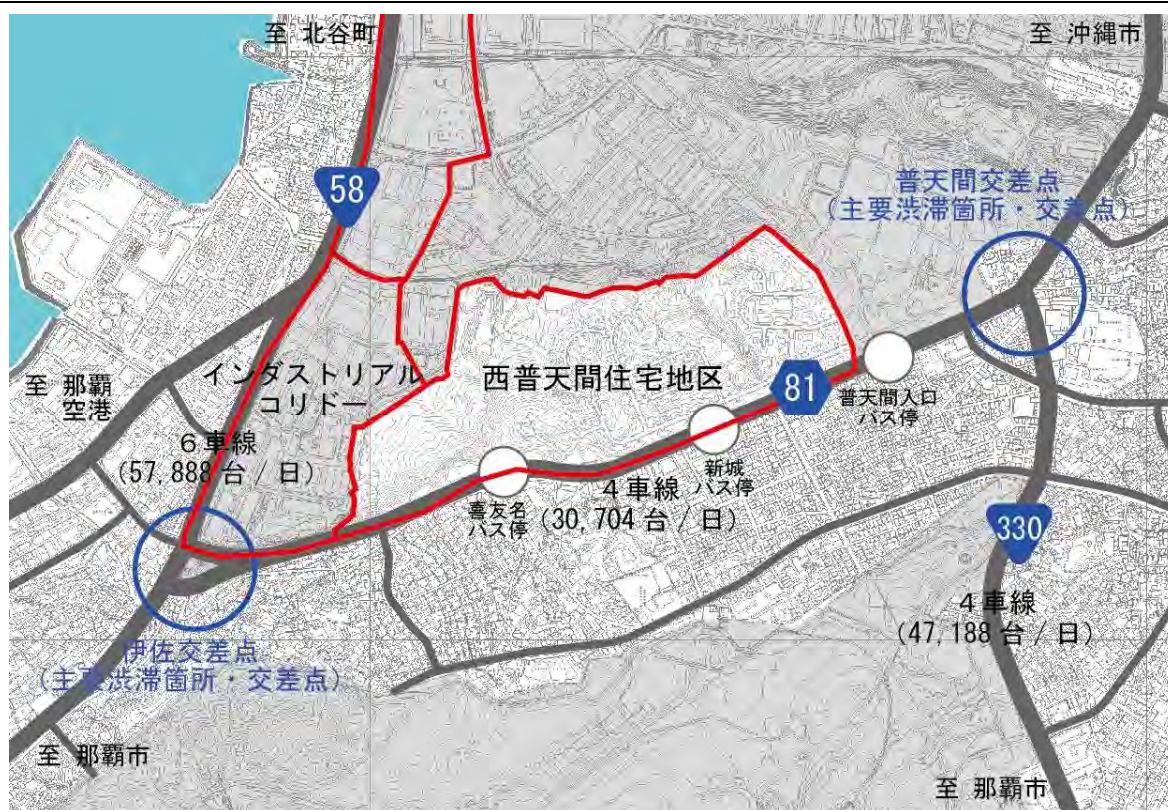 至 北谷町
至 沖縄市
58
普天間交差点
(主要渋滞箇所・交差点)
インダストリアル
コリドー
西普天間住宅地区
81
至 那覇
空港
普天間入口
バス停
6車線
(57,888 台/日)
新城
バス停
4車線
(30,704 台/日)
喜友名
バス停
330
4車線
(47,188 台/日)
伊佐交差点
(主要渋滞箇所・交差点)
至 那覇市
至 那覇市